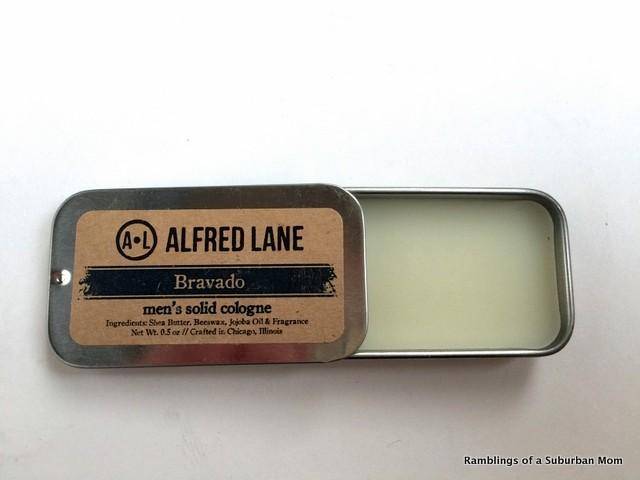 A•L ALFRED LANE
Bravado
men's solid cologne
Ingredients: Shea Butter, Beeswax, Jojoba Oil & Fragrance
Net Wt. 0.5 oz // Crafted in Chicago, Illinois
Ramblings of a Suburban Mom